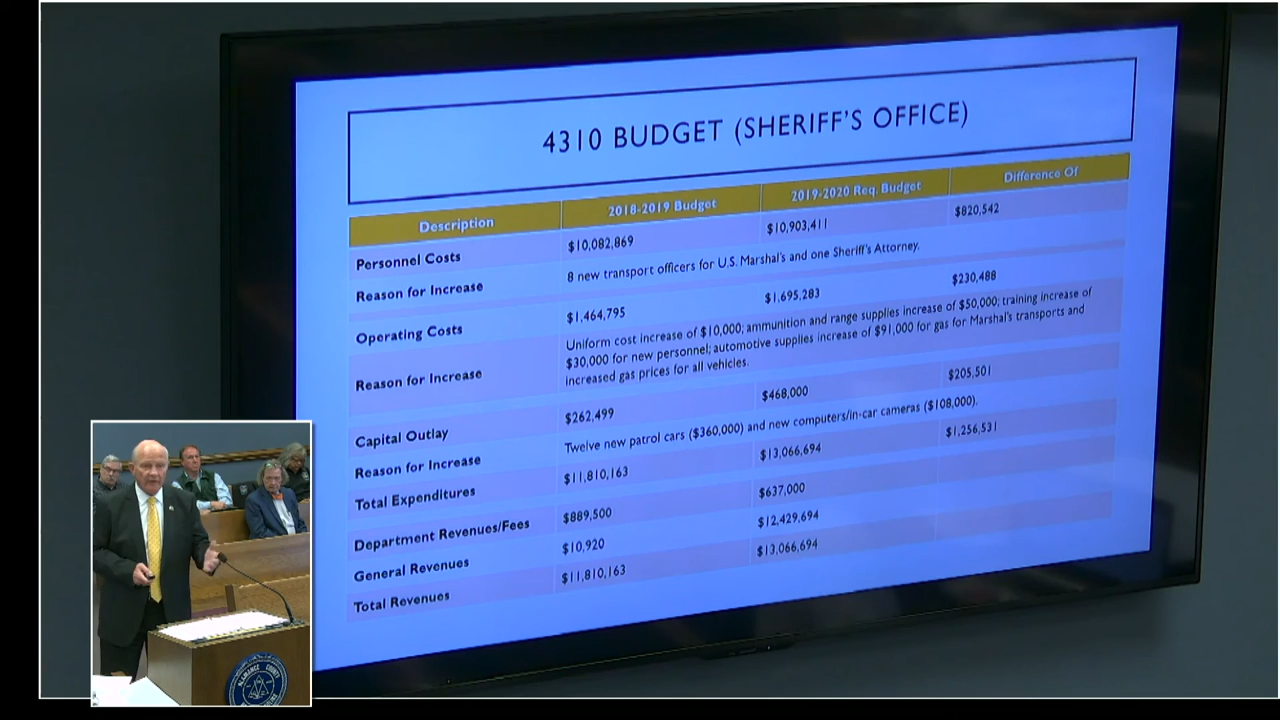 4310 BUDGET (SHERIFF'S OFFICE)
Description 2018-2019 Budget 2019-2020 Req. Budget Difference Of
Personnel Costs $10,082,869 $10,903,411 $820,542
Reason for Increase 8 new transport officers for U.S. Marshal's and one Sheriff's Attorney.
Operating Costs $1,464,795 $1,695,283 $230,488
Reason for Increase Uniform cost increase of $10,000; ammunition and range supplies increase of $50,000; training increase of
$30,000 for new personnel; automotive supplies increase of $91,000 for gas for Marshal's transports and
increased gas prices for all vehicles.
Capital Outlay $262,499 $468,000 $205,501
Reason for Increase Twelve new patrol cars ($360,000) and new computers/in-car cameras ($108,000).
Total Expenditures $11,810,163 $13,066,694 $1,256,531
Department Revenues/Fees $889,500 $637,000
General Revenues $10,920 $12,429,694
Total Revenues $11,810,163 $13,066,694
ALAMANCE COUNTY